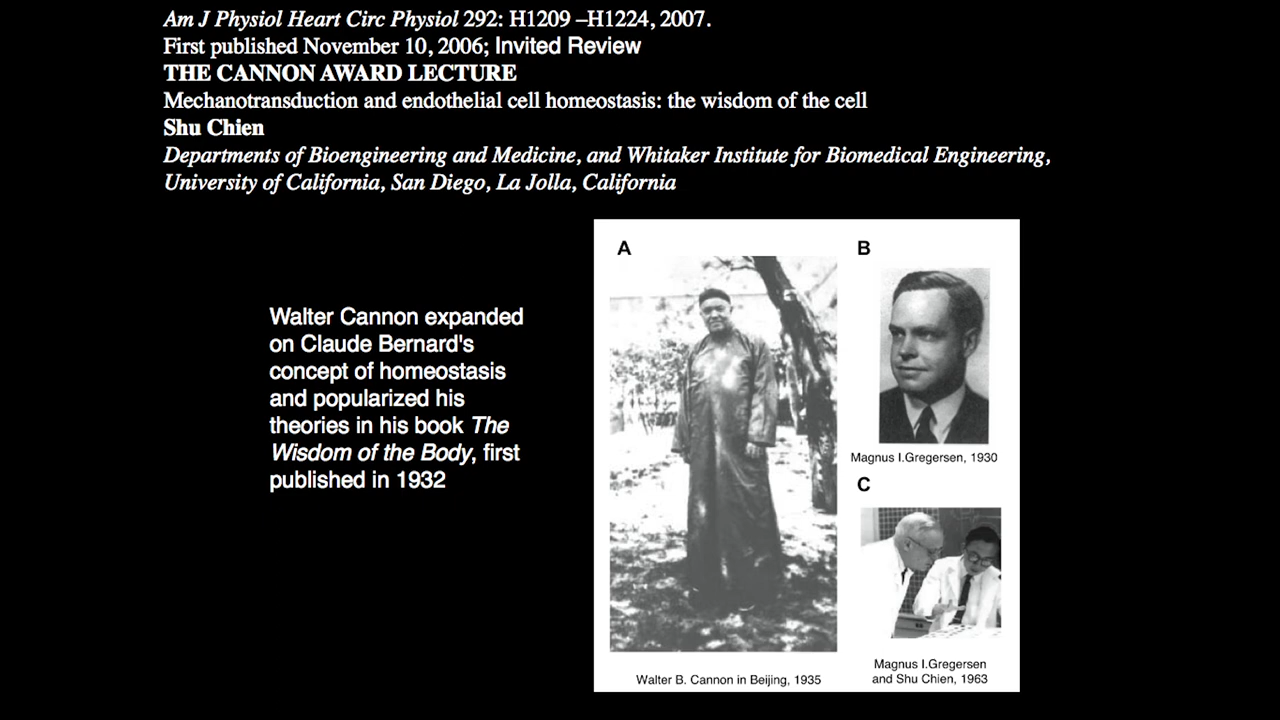 Am J Physiol Heart Circ Physiol 292: H1209 –H1224, 2007.
First published November 10, 2006; Invited Review
THE CANNON AWARD LECTURE
Mechanotransduction and endothelial cell homeostasis: the wisdom of the cell
Shu Chien
Departments of Bioengineering and Medicine, and Whitaker Institute for Biomedical Engineering,
University of California, San Diego, La Jolla, California
Walter Cannon expanded
on Claude Bernard's
concept of homeostasis
and popularized his
theories in his book The
Wisdom of the Body, first
published in 1932
A
Walter B. Cannon in Beijing, 1935
B
Magnus I.Gregersen, 1930
C
Magnus I.Gregersen
and Shu Chien, 1963